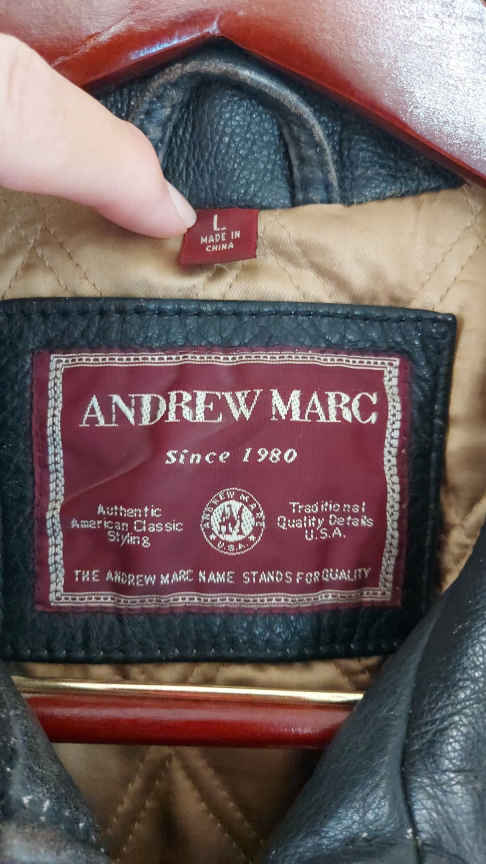 L
MADE IN
CHINA
ANDREW MARC
Since 1980
Authentic
American Classic
Styling
ANDREW MARC
U.S.A.
Traditional
Quality Details
U.S.A.
THE ANDREW MARC NAME STANDS FOR QUALITY